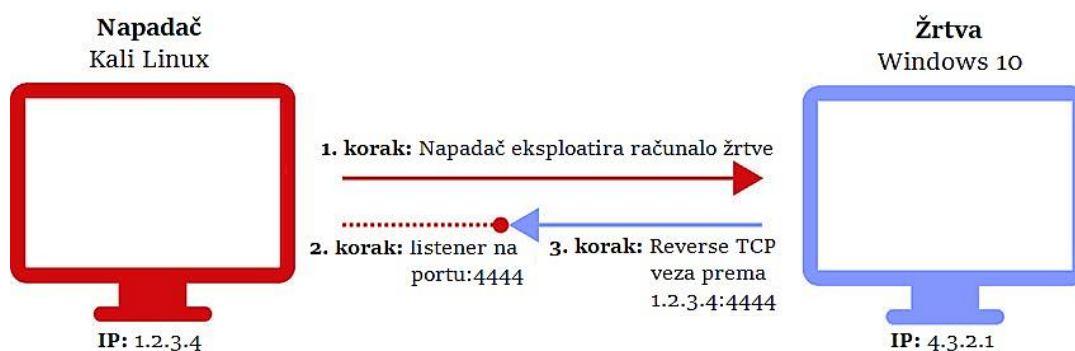 Napadač
Kali Linux
Žrtva
Windows 10
1. korak: Napadač eksploatira računalo žrtve
2. korak: listener na
portu:4444
3. korak: Reverse TCP
veza prema
1.2.3.4:4444
IP: 1.2.3.4
IP: 4.3.2.1